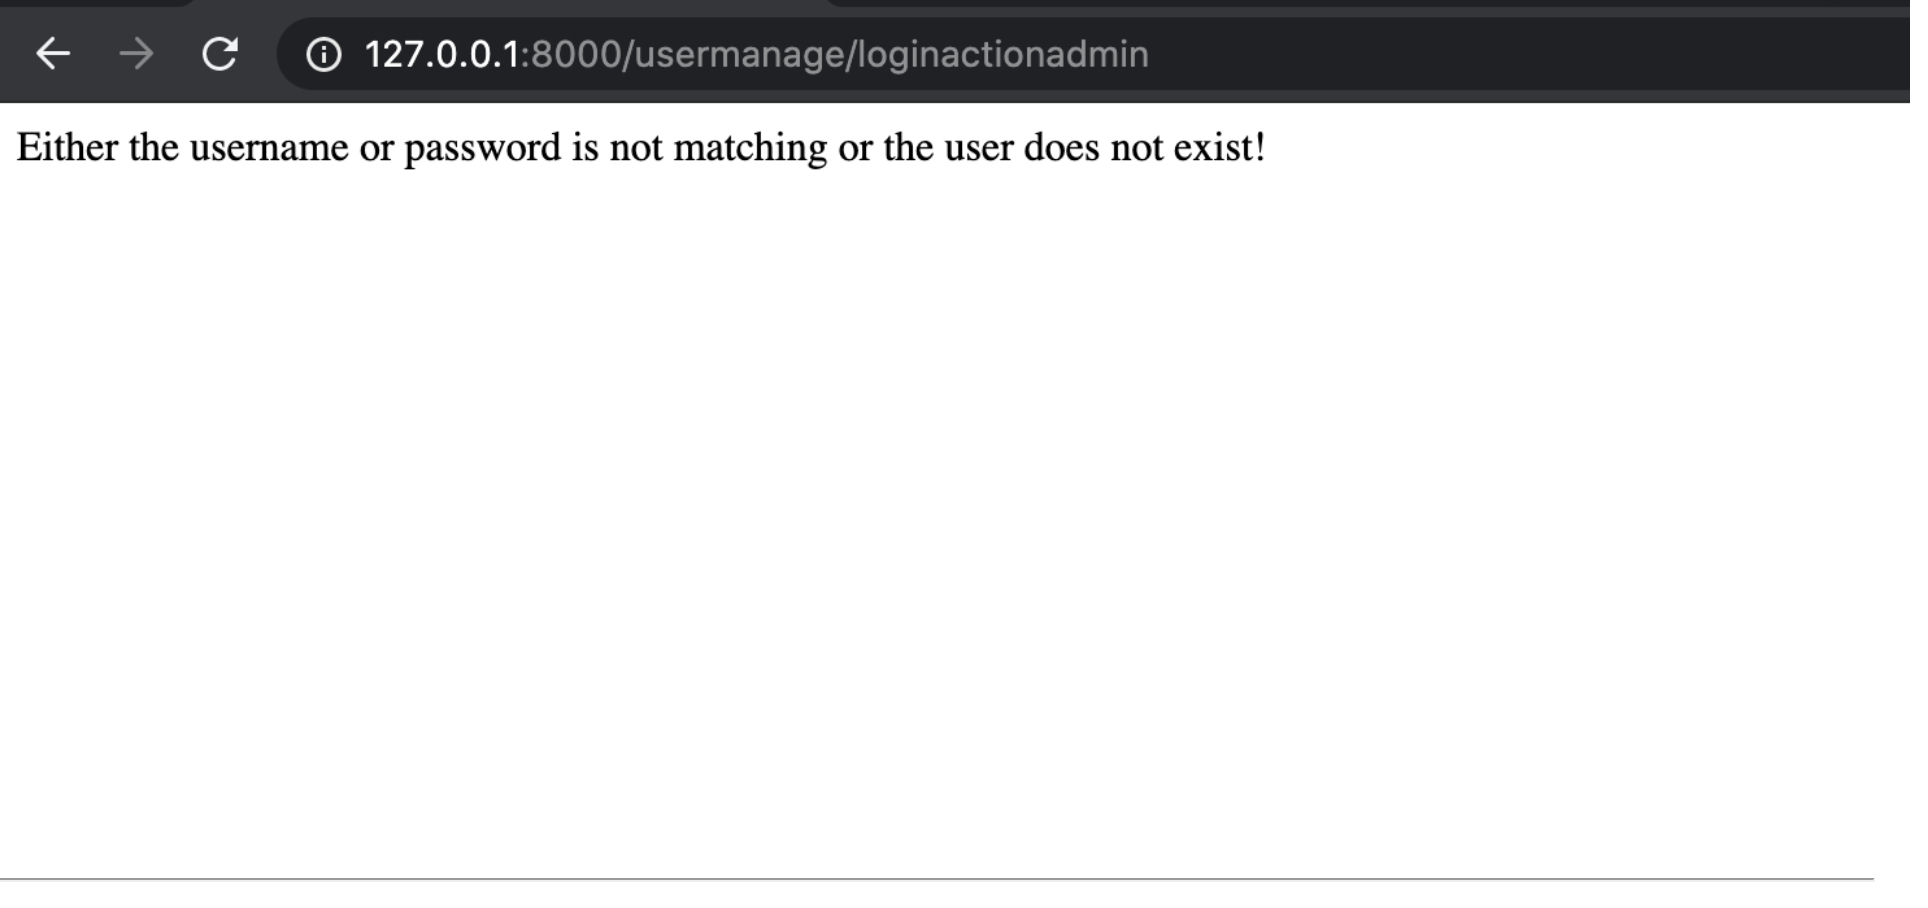 127.0.0.1:8000/usermanage/loginactionadmin
Either the username or password is not matching or the user does not exist!